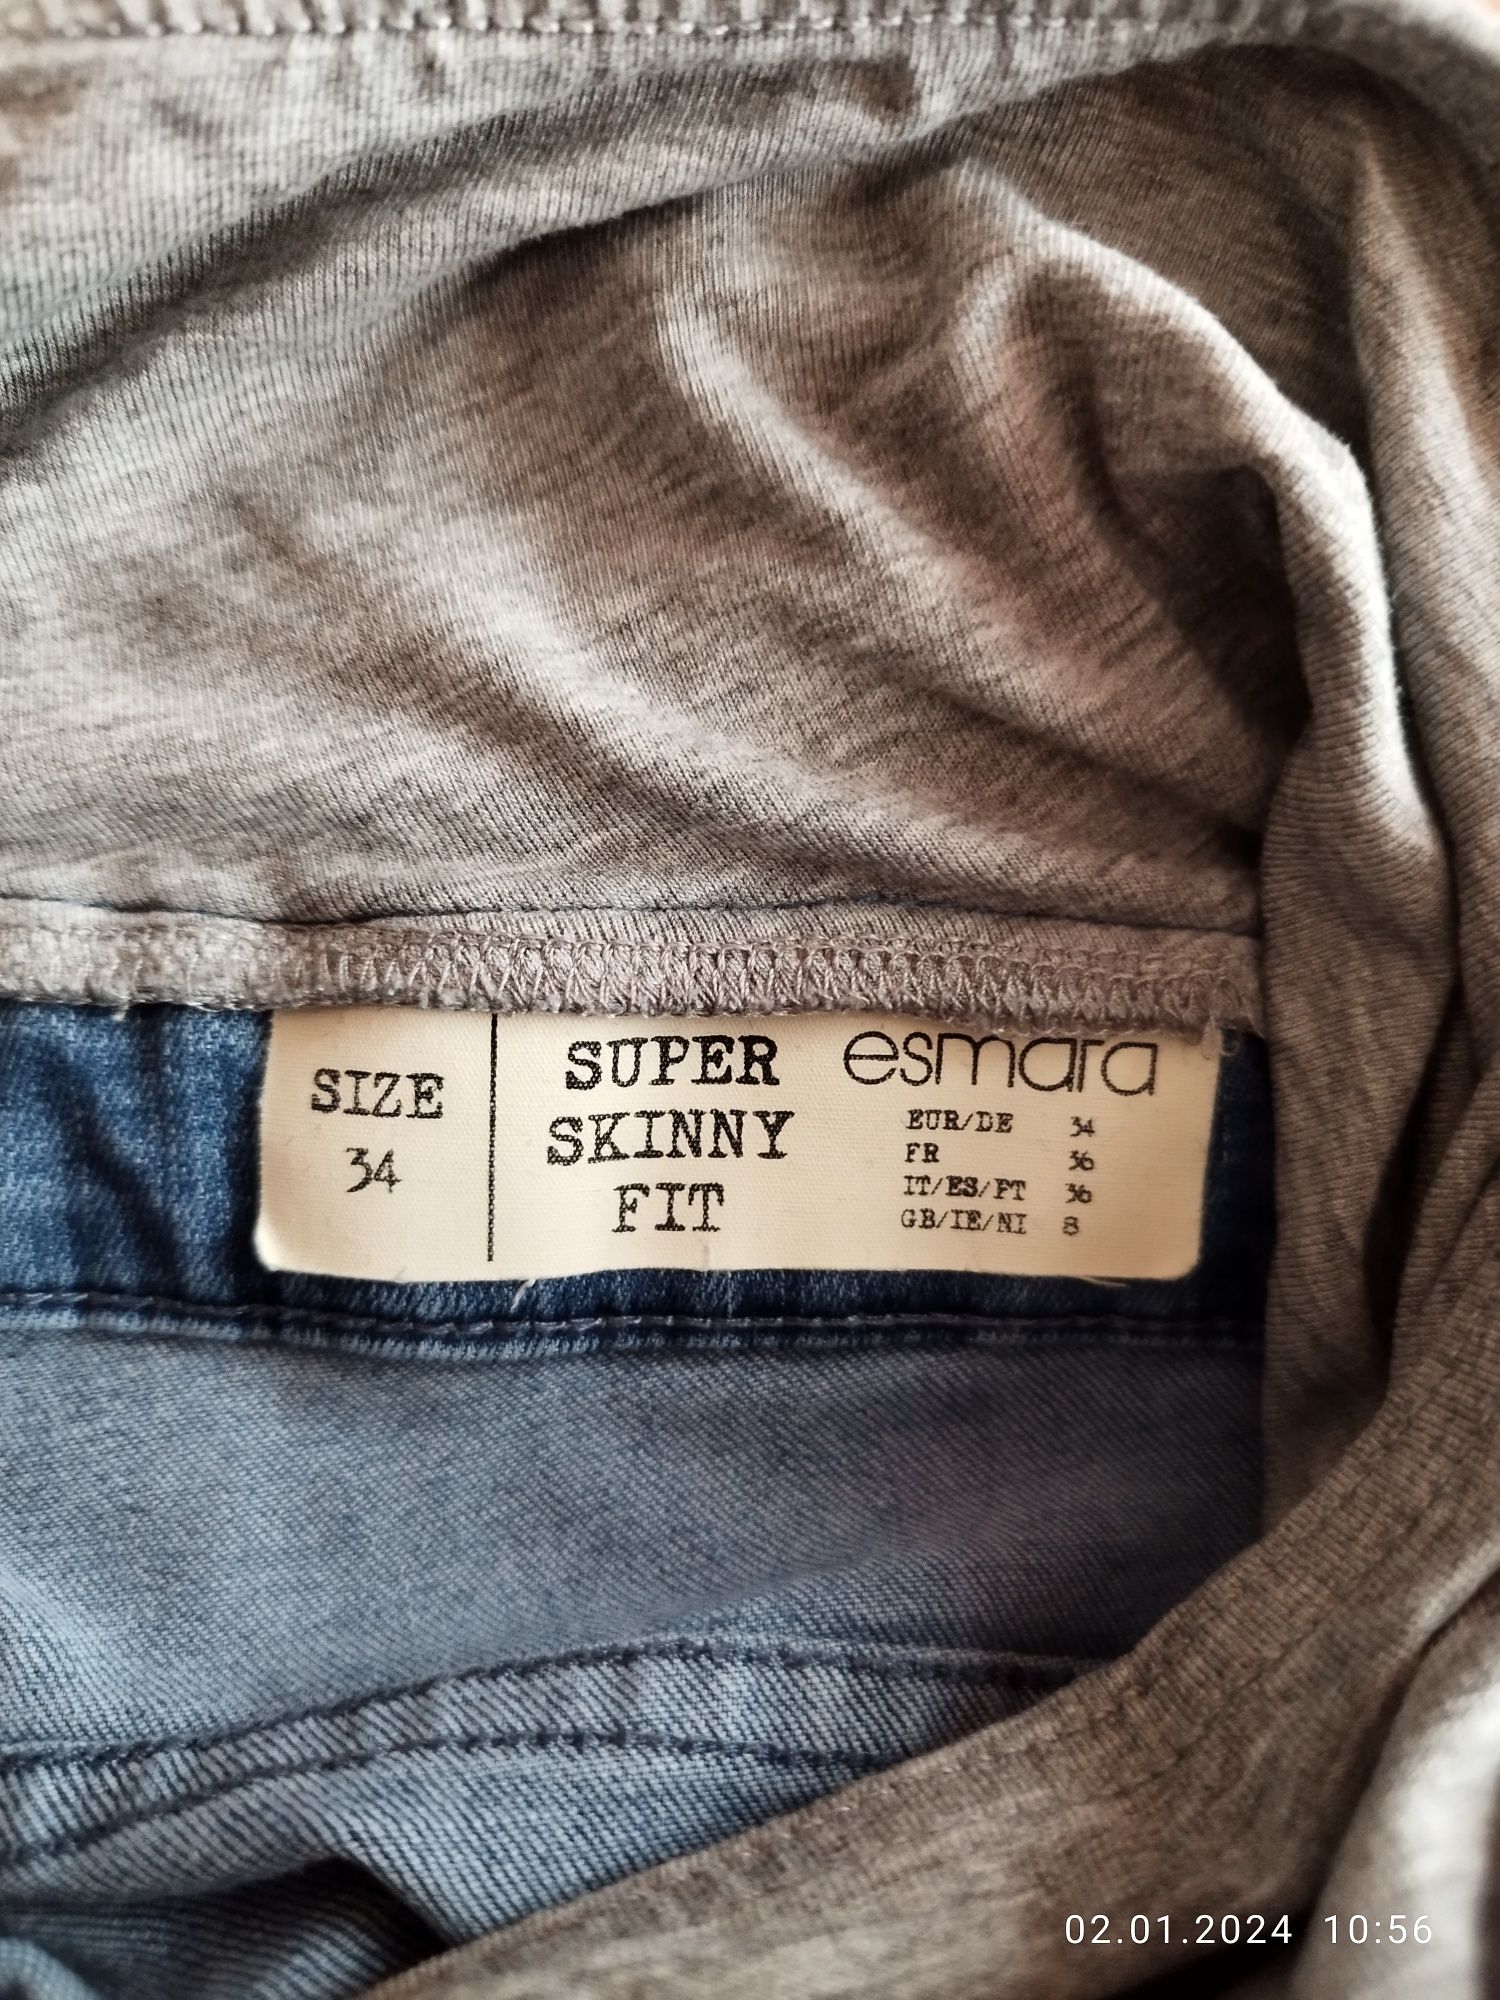 SIZE
34
SUPER
SKINNY
FIT
esmara
EUR/DE 34
FR 36
IT/ES/PT 36
GB/IE/NI 8
02.01.2024 10:56